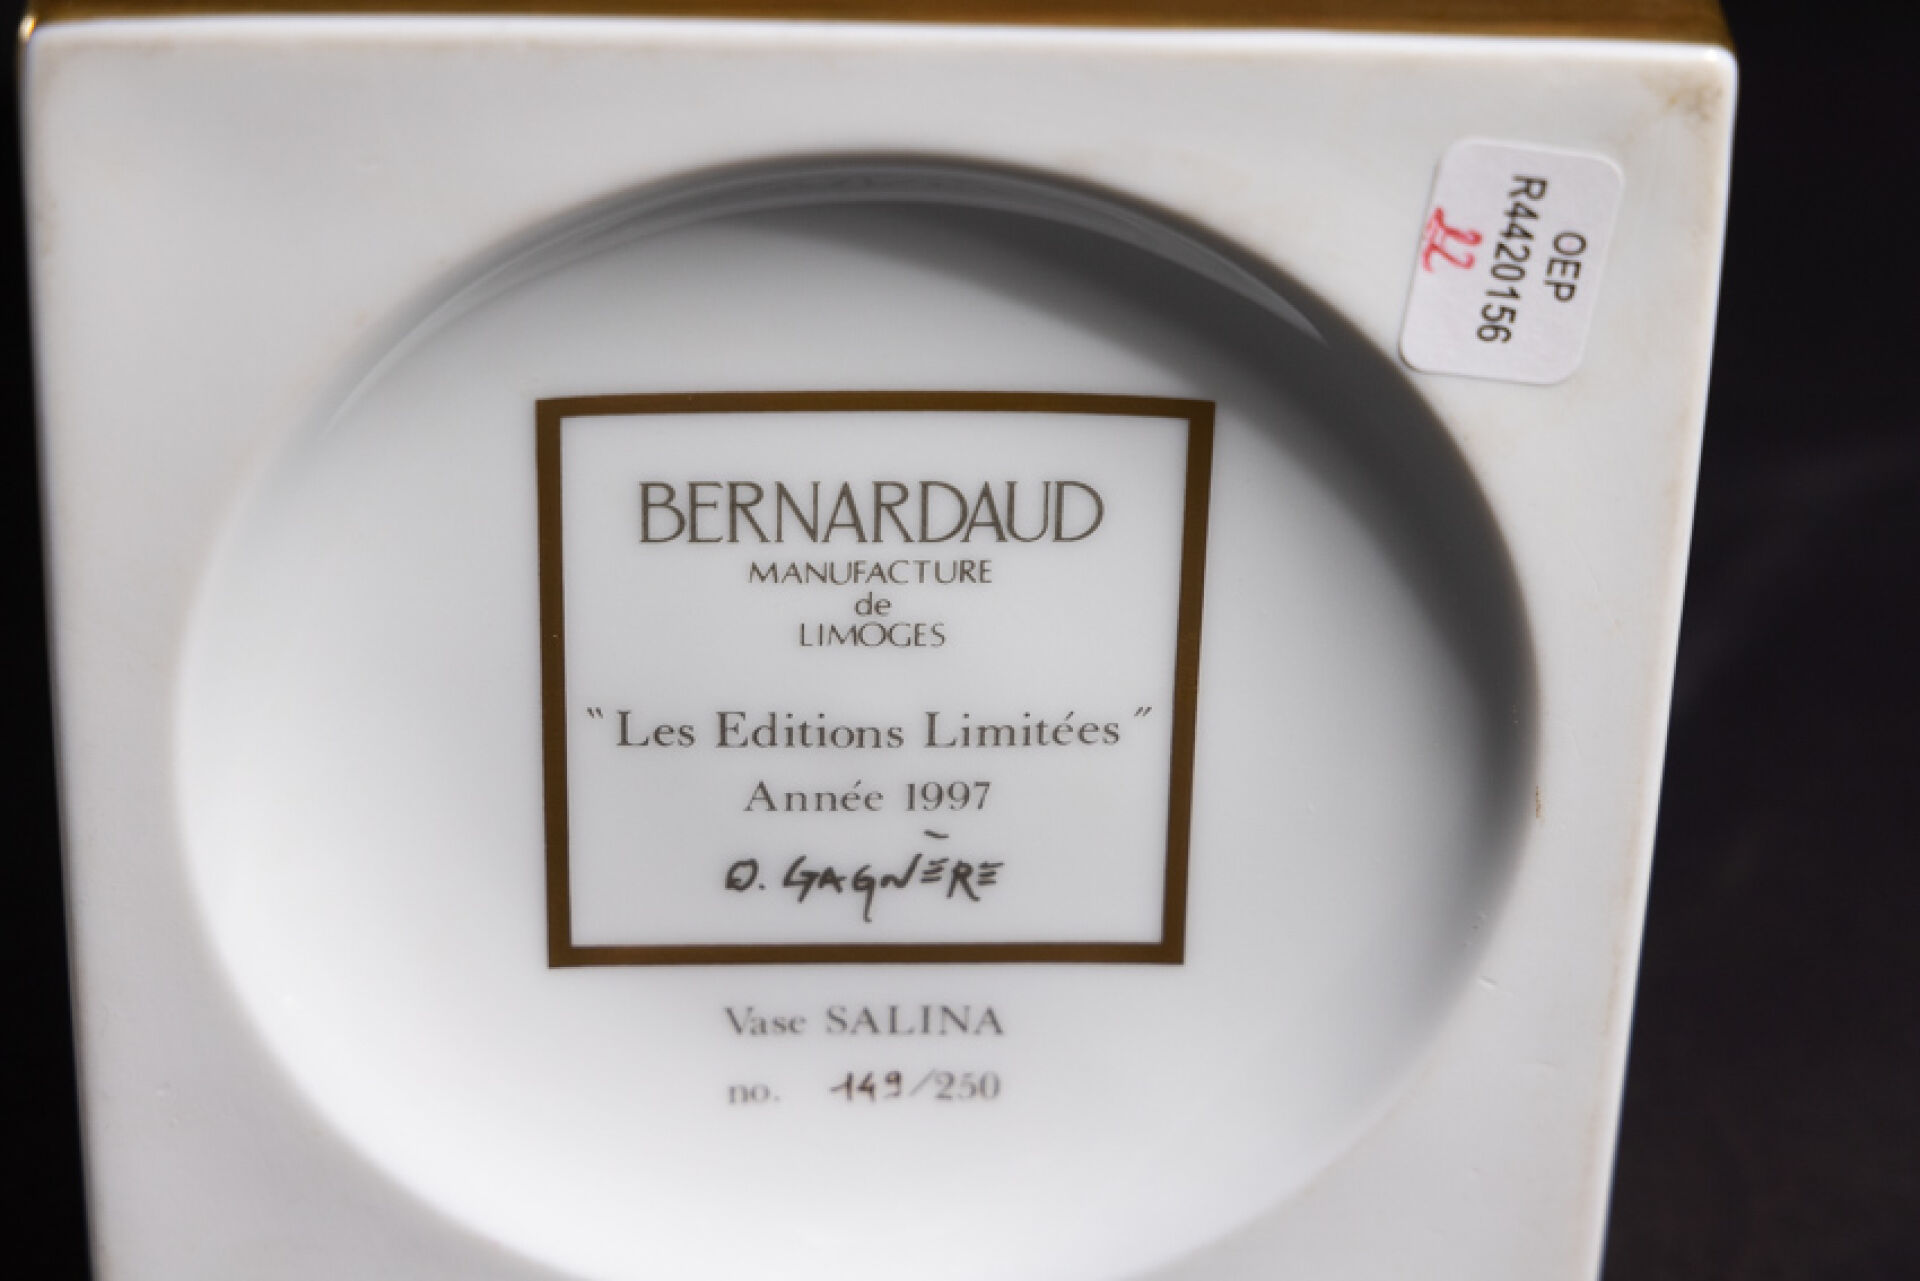 BERNARDAUD
MANUFACTURE
de
LIMOGES
" Les Editions Limitées "
Année 1997
O. GAGNÈRE
Vase SALINA
no. 149/250
OEP
R4420156
22